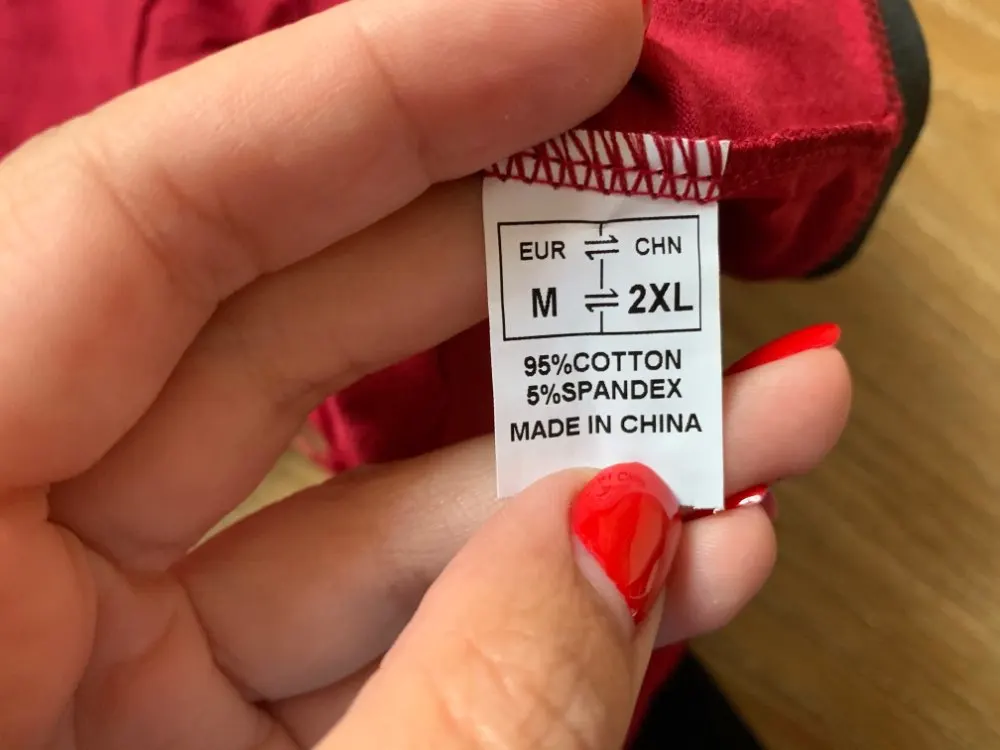 EUR ⇌ CHN
M ⇌ 2XL
95%COTTON
5%SPANDEX
MADE IN CHINA